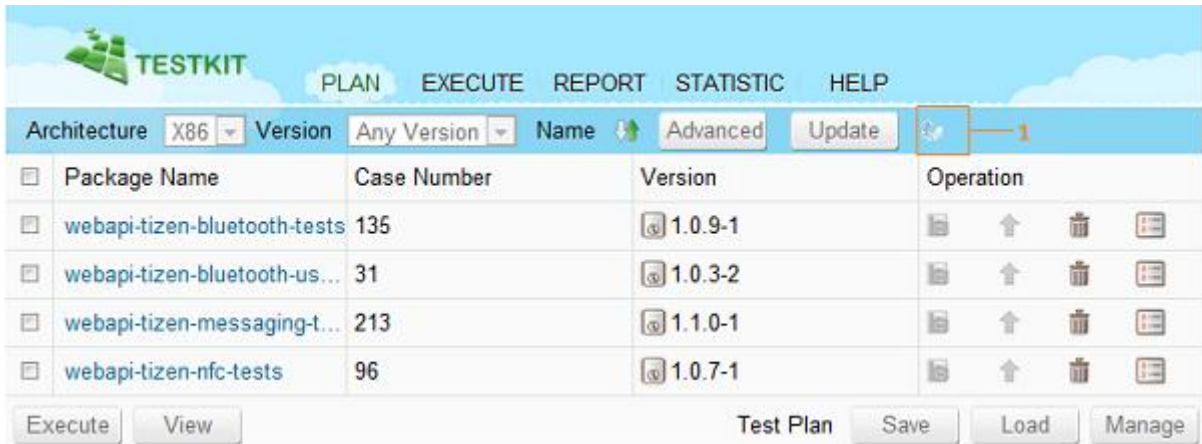 TESTKIT
PLAN EXECUTE REPORT STATISTIC HELP
Architecture X86 Version Any Version Name Advanced Update 1
Package Name Case Number Version Operation
webapi-tizen-bluetooth-tests 135 1.0.9-1
webapi-tizen-bluetooth-us... 31 1.0.3-2
webapi-tizen-messaging-t... 213 1.1.0-1
webapi-tizen-nfc-tests 96 1.0.7-1
Execute View Test Plan Save Load Manage